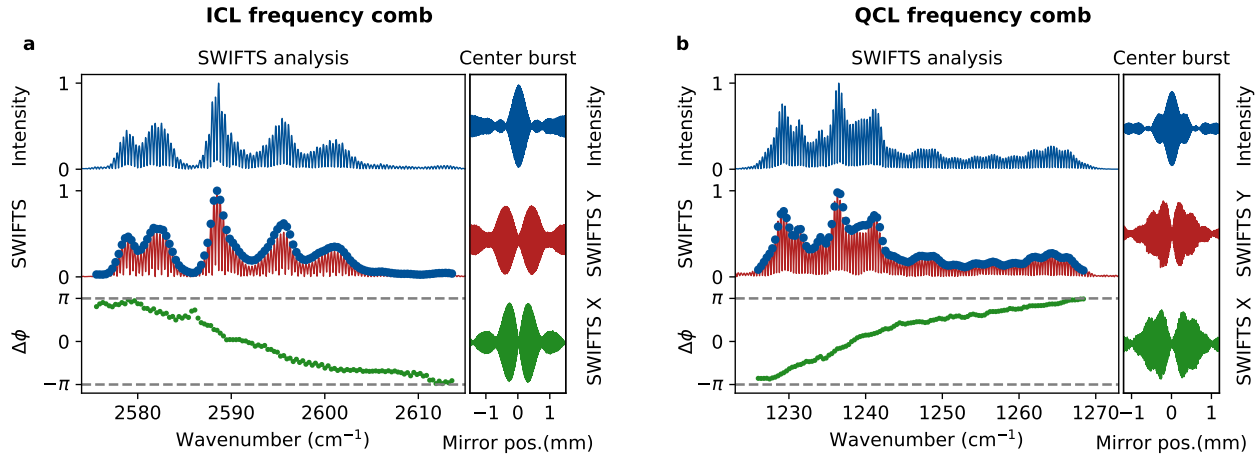 ICL frequency comb
a
SWIFTS analysis
Center burst
Intensity
1
0
Intensity
SWIFTS
1
0
SWIFTS Y
Δϕ
π
0
−π
SWIFTS X
2580 2590 2600 2610
−1 0 1
Wavenumber (cm⁻¹)
Mirror pos.(mm)
QCL frequency comb
b
SWIFTS analysis
Center burst
Intensity
1
0
Intensity
SWIFTS
1
0
SWIFTS Y
Δϕ
π
0
−π
SWIFTS X
1230 1240 1250 1260 1270
−1 0 1
Wavenumber (cm⁻¹)
Mirror pos.(mm)